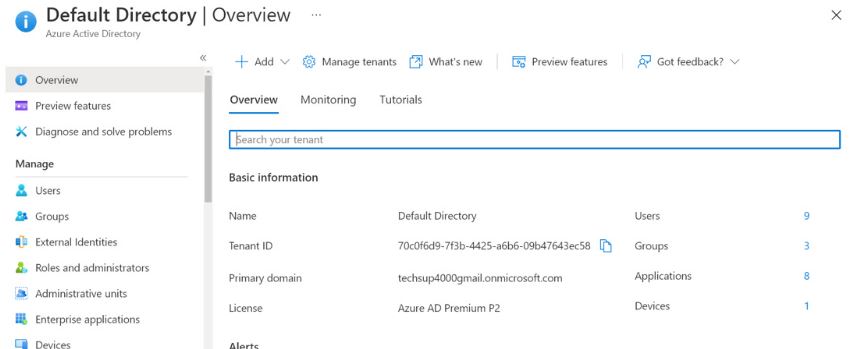 Default Directory | Overview ...
Azure Active Directory
Overview
Preview features
Diagnose and solve problems
Manage
Users
Groups
External Identities
Roles and administrators
Administrative units
Enterprise applications
Devices
Add
Manage tenants
What's new
Preview features
Got feedback?
Overview Monitoring Tutorials
Search your tenant
Basic information
Name Default Directory Users 9
Tenant ID 70c0f6d9-7f3b-4425-a6b6-09b47643ec58 Groups 3
Primary domain techsup4000gmail.onmicrosoft.com Applications 8
License Azure AD Premium P2 Devices 1
Alerts